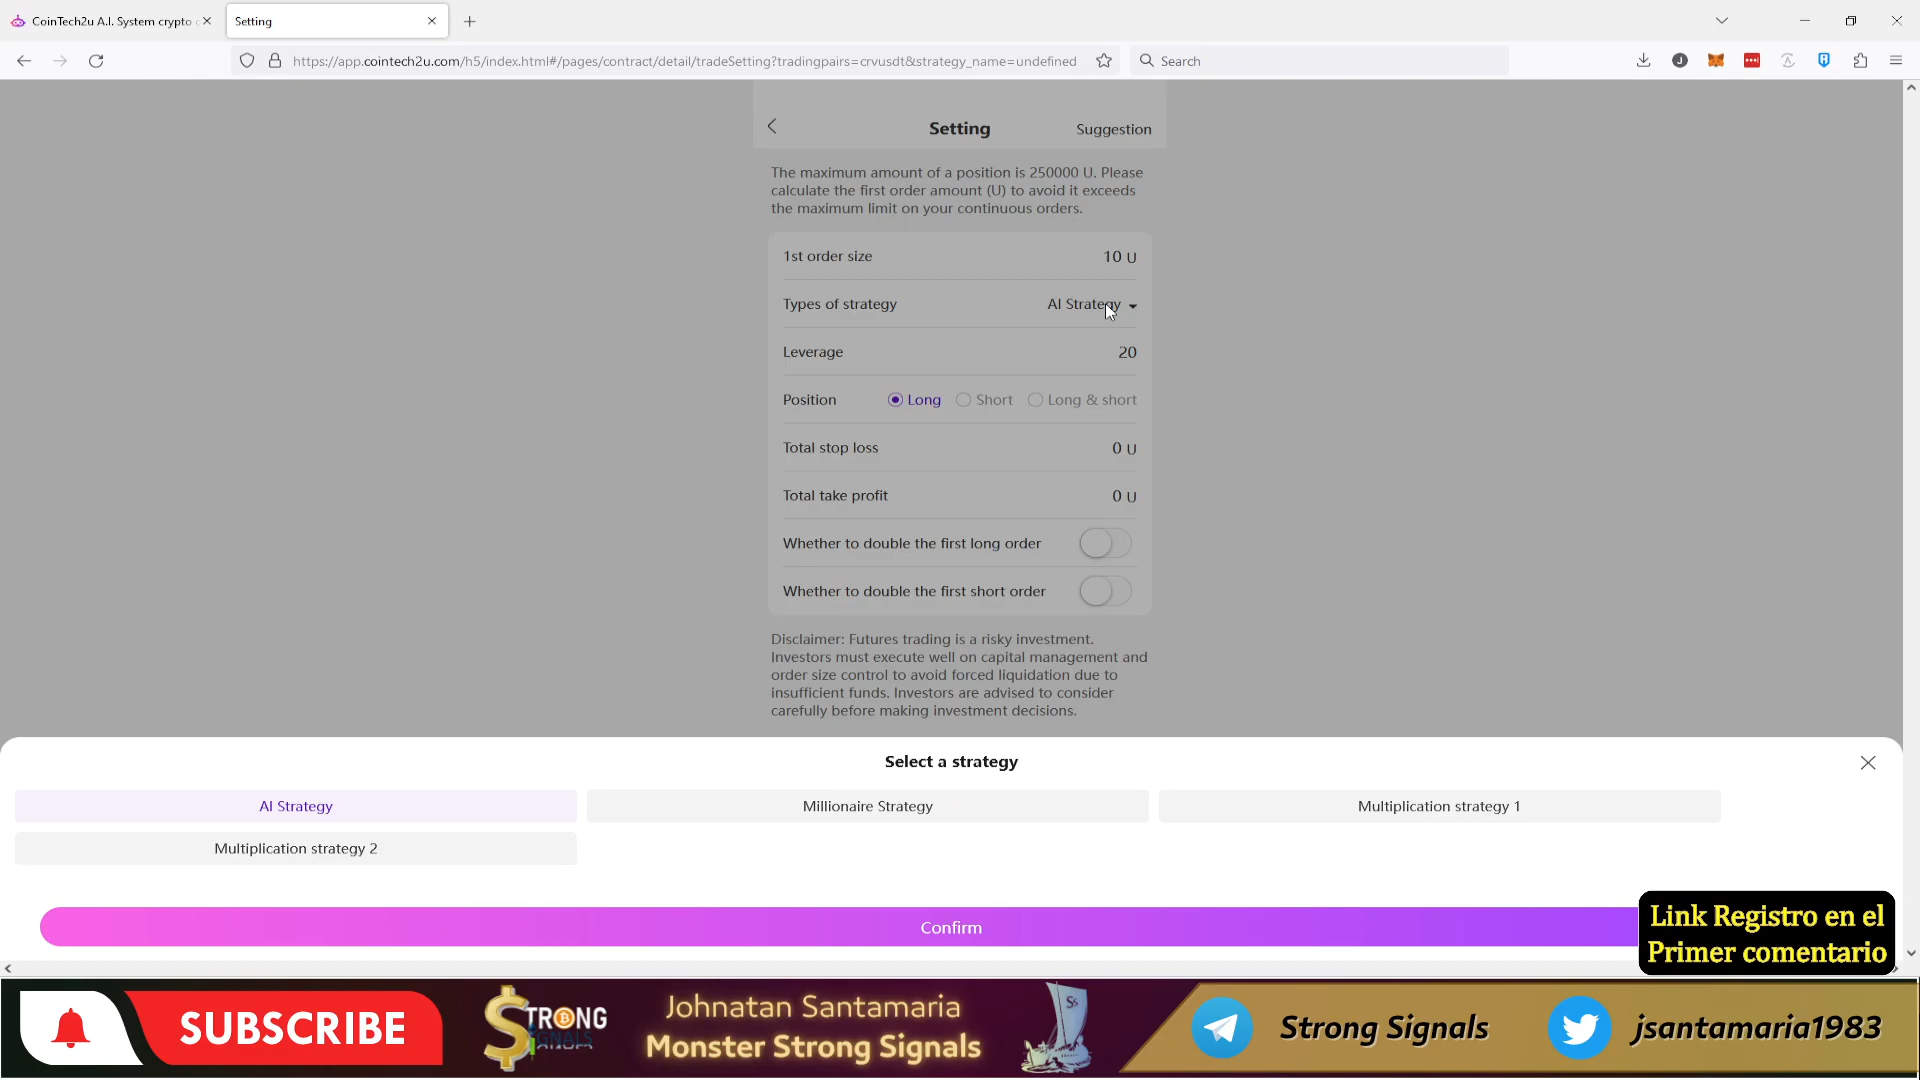 CoinTech2u A.I. System crypto c
Setting
https://app.cointech2u.com/h5/index.html#/pages/contract/detail/tradeSetting?tradingpairs=crvusdt&strategy_name=undefined
Search
J
Setting
Suggestion
The maximum amount of a position is 250000 U. Please
calculate the first order amount (U) to avoid it exceeds
the maximum limit on your continuous orders.
1st order size 10 U
Types of strategy AI Strategy
Leverage 20
Position Long Short Long & short
Total stop loss 0 U
Total take profit 0 U
Whether to double the first long order
Whether to double the first short order
Disclaimer: Futures trading is a risky investment.
Investors must execute well on capital management and
order size control to avoid forced liquidation due to
insufficient funds. Investors are advised to consider
carefully before making investment decisions.
Select a strategy
AI Strategy
Millionaire Strategy
Multiplication strategy 1
Multiplication strategy 2
Confirm
Link Registro en el
Primer comentario
SUBSCRIBE
STRONG
SIGNALS
Johnatan Santamaria
Monster Strong Signals
Ss
Strong Signals
jsantamaria1983